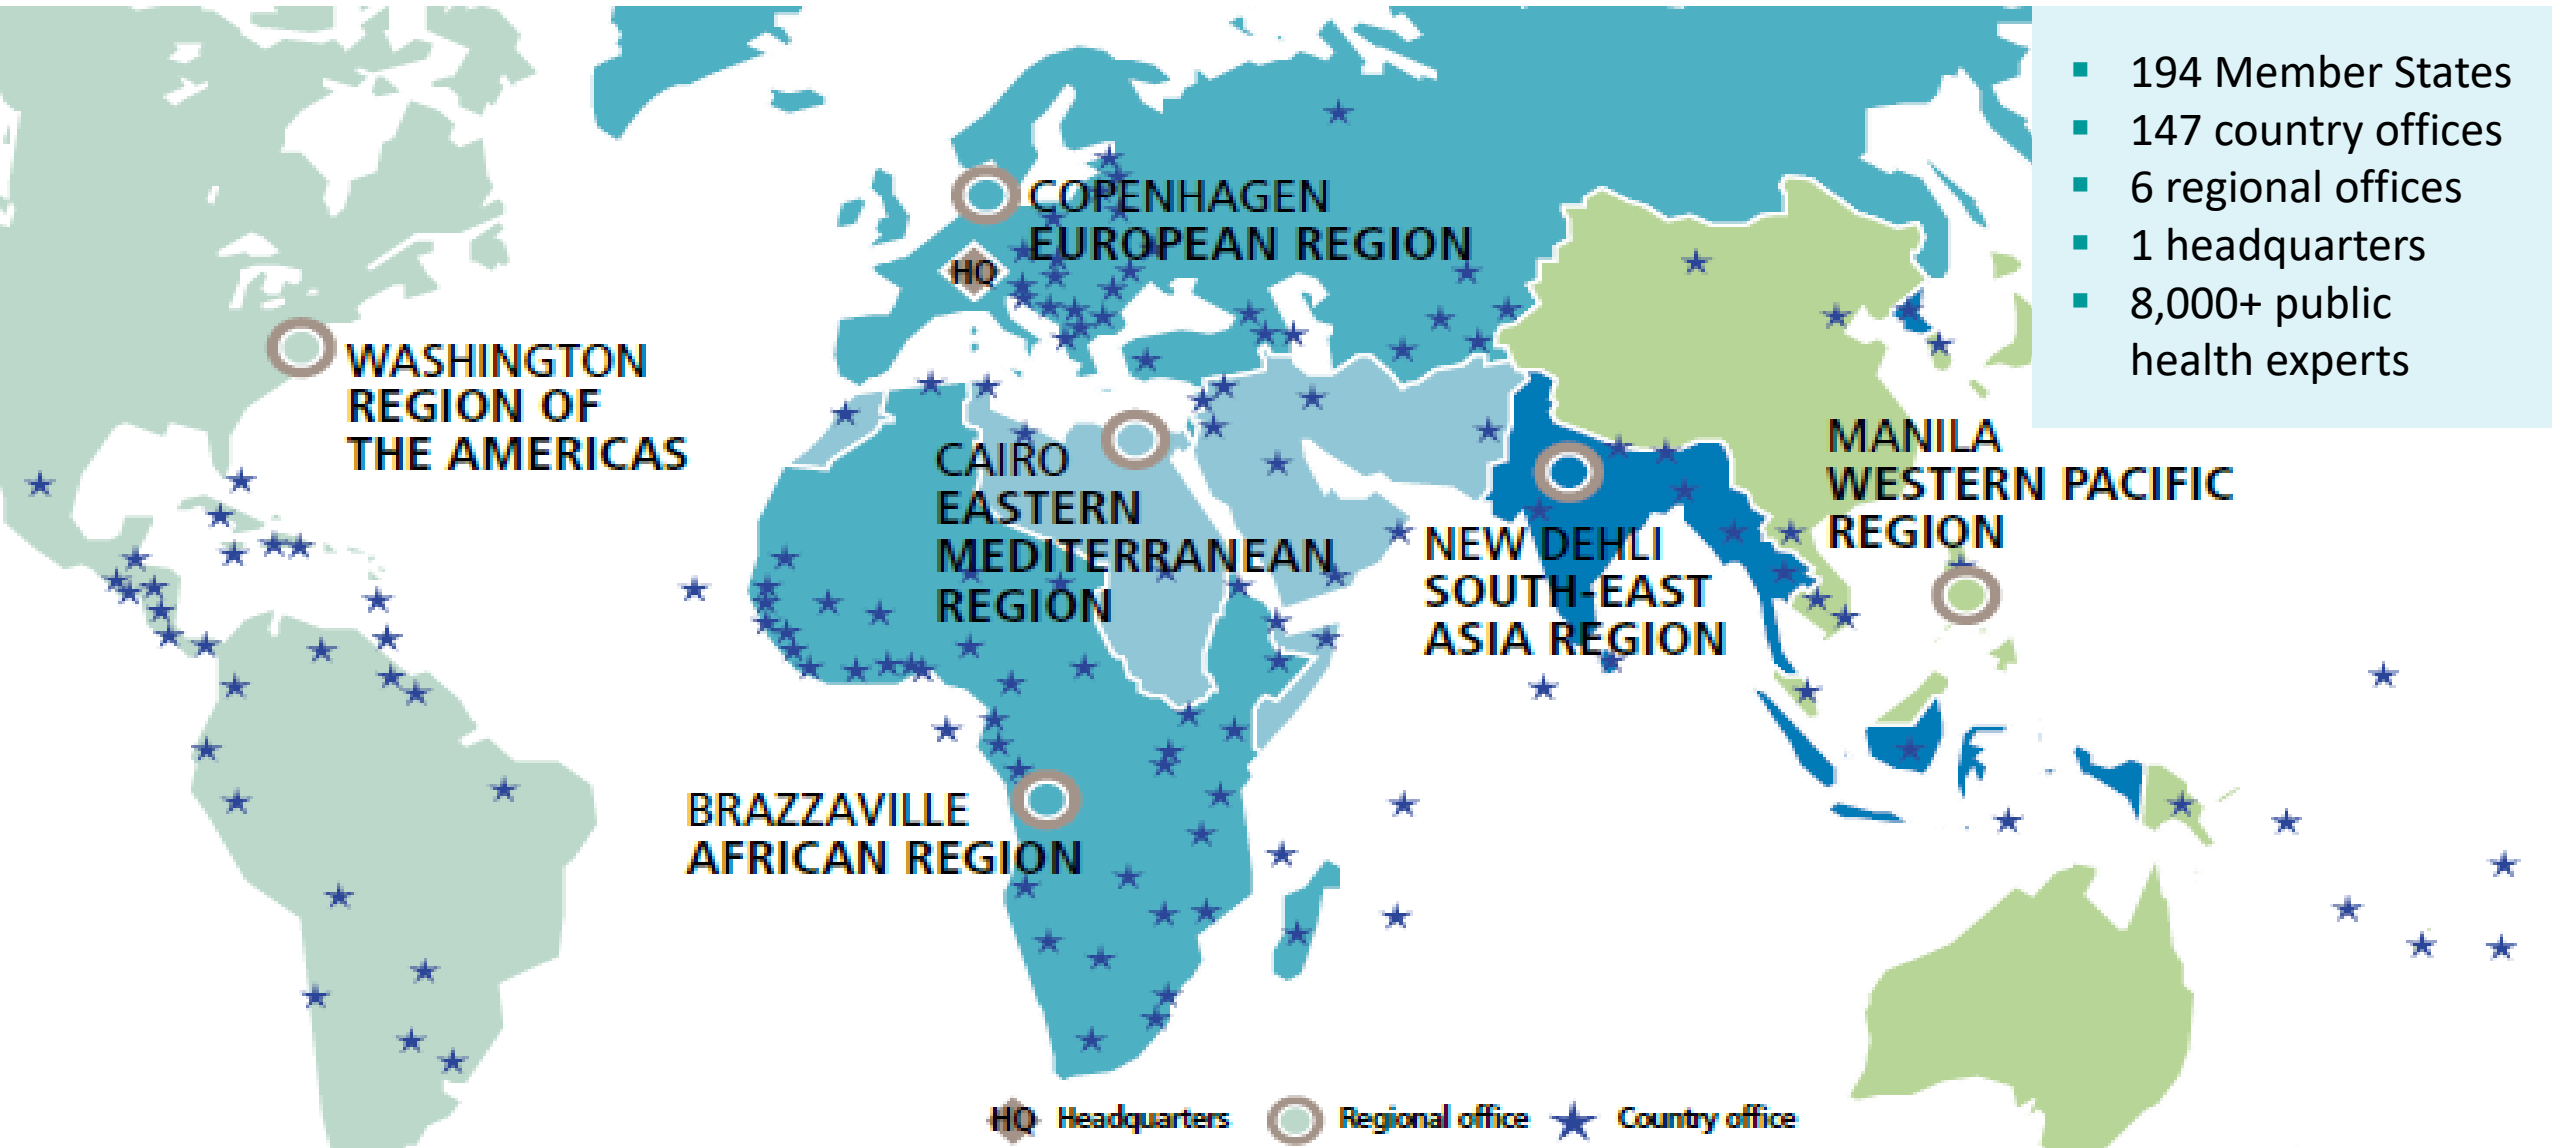 ▪ 194 Member States
▪ 147 country offices
▪ 6 regional offices
▪ 1 headquarters
▪ 8,000+ public
health experts
COPENHAGEN
EUROPEAN REGION
HQ
WASHINGTON
REGION OF
THE AMERICAS
CAIRO
EASTERN
MEDITERRANEAN
REGION
MANILA
WESTERN PACIFIC
REGION
NEW DEHLI
SOUTH-EAST
ASIA REGION
BRAZZAVILLE
AFRICAN REGION
HQ Headquarters Regional office Country office